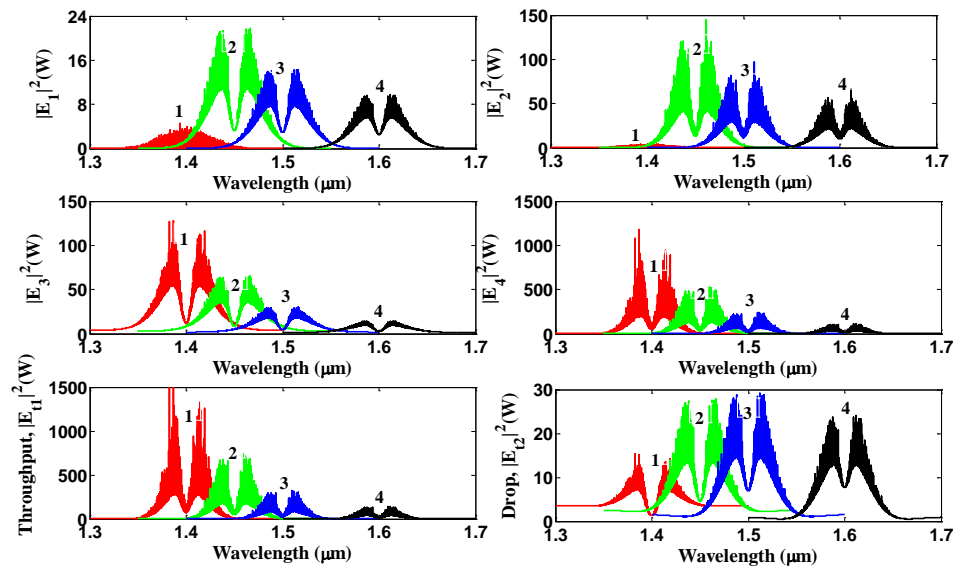 |E₁|²(W)
24
16
8
0
1
2
3
4
1.3 1.4 1.5 1.6 1.7
Wavelength (μm)
|E₂|²(W)
150
100
50
0
1
2
3
4
1.3 1.4 1.5 1.6 1.7
Wavelength (μm)
|E₃|²(W)
150
100
50
0
1
2
3
4
1.3 1.4 1.5 1.6 1.7
Wavelength (μm)
|E₄|²(W)
1500
1000
500
0
1
2
3
4
1.3 1.4 1.5 1.6 1.7
Wavelength (μm)
Throughput, |Eₜ₁|²(W)
1500
1000
500
0
1
2
3
4
1.3 1.4 1.5 1.6 1.7
Wavelength (μm)
Drop, |Eₜ₂|²(W)
30
20
10
0
1
2
3
4
1.3 1.4 1.5 1.6 1.7
Wavelength (μm)